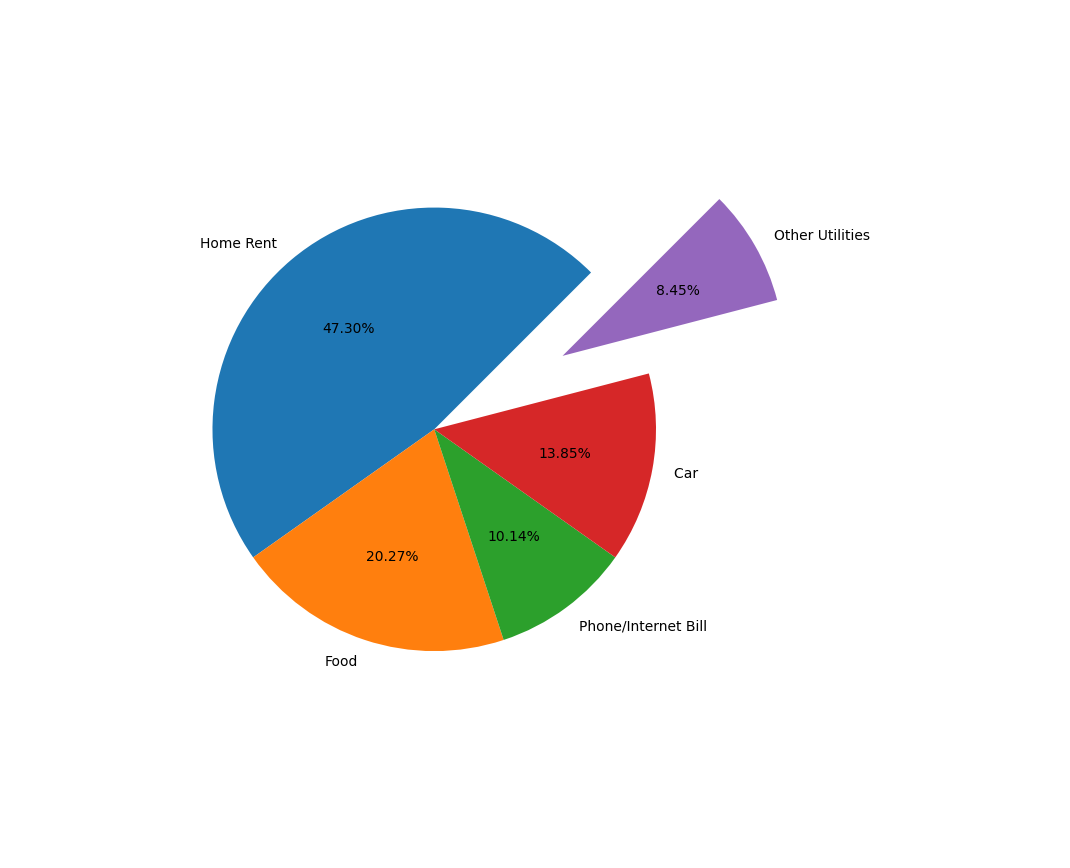 Other Utilities
Home Rent
8.45%
47.30%
13.85%
Car
10.14%
20.27%
Phone/Internet Bill
Food